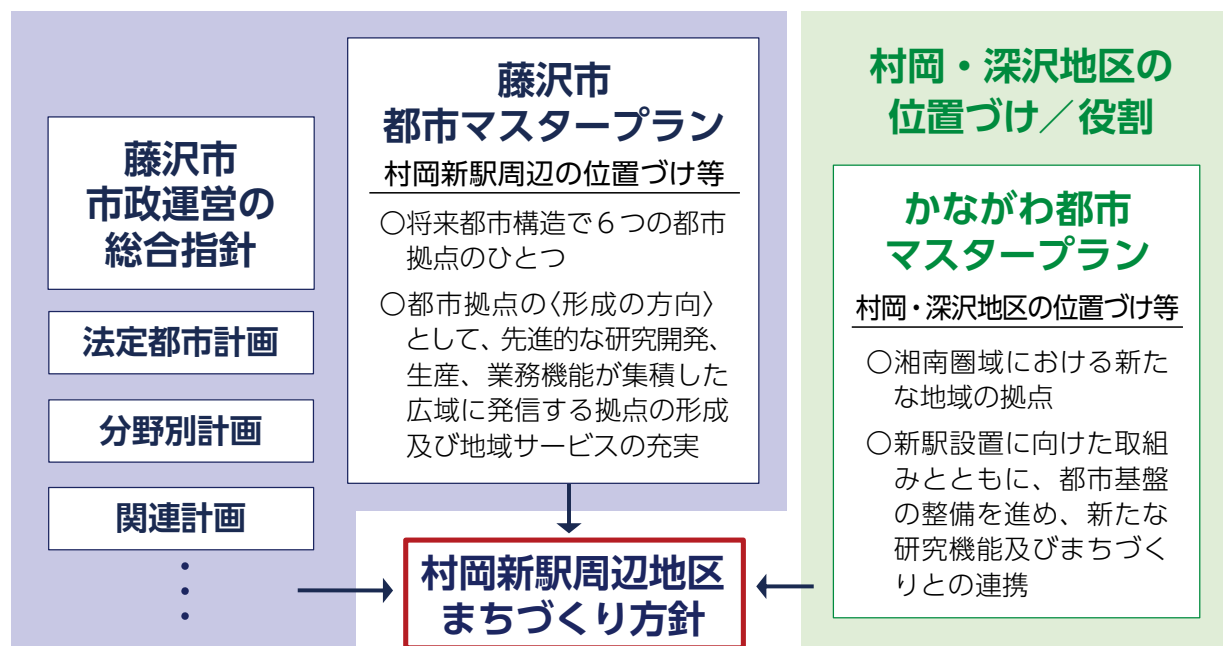 藤沢市
市政運営の
総合指針
法定都市計画
分野別計画
関連計画
・
・
・
藤沢市
都市マスタープラン
村岡新駅周辺の位置づけ等
○将来都市構造で6つの都市
拠点のひとつ
○都市拠点の〈形成の方向〉
として、先進的な研究開発、
生産、業務機能が集積した
広域に発信する拠点の形成
及び地域サービスの充実
村岡新駅周辺地区
まちづくり方針
村岡・深沢地区の
位置づけ／役割
かながわ都市
マスタープラン
村岡・深沢地区の位置づけ等
○湘南圏域における新た
な地域の拠点
○新駅設置に向けた取組
みとともに、都市基盤
の整備を進め、新たな
研究機能及びまちづく
りとの連携